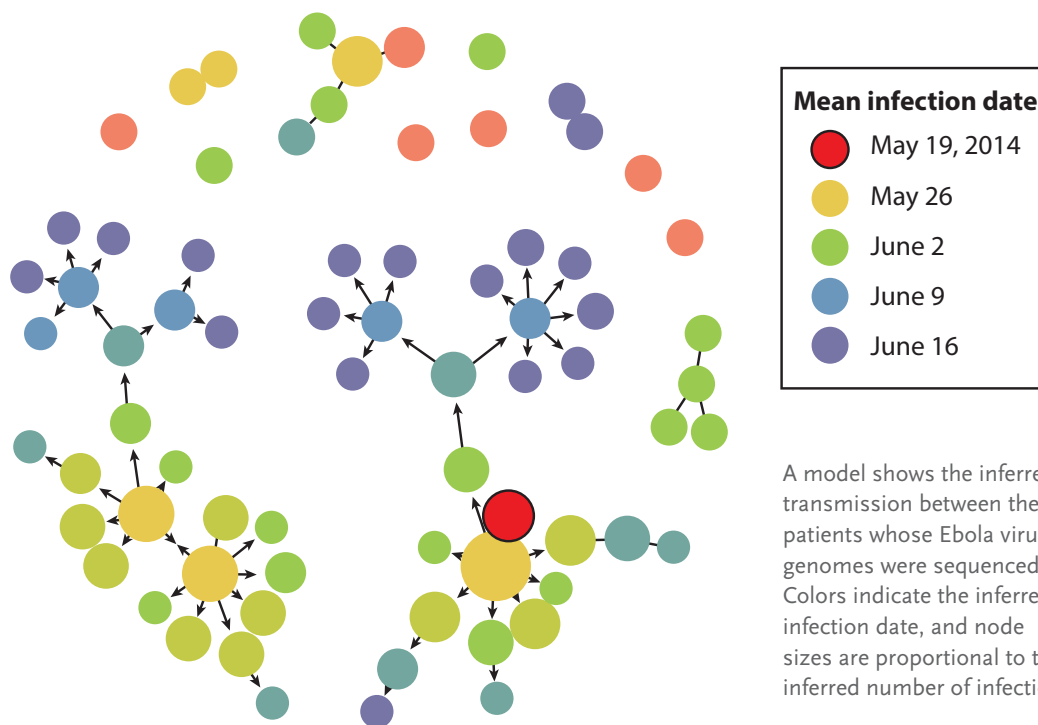 Mean infection date
May 19, 2014
May 26
June 2
June 9
June 16
A model shows the
transmission between
patients whose Ebola
genomes were sequenced
Colors indicate the
infection date, and node
sizes are proportional to
inferred number of